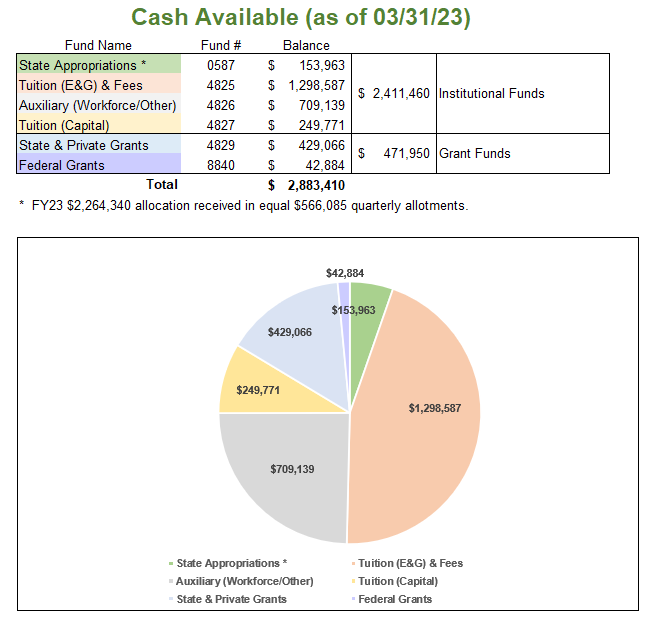 Cash Available (as of 03/31/23)
Fund Name Fund # Balance
State Appropriations * 0587 $ 153,963
Tuition (E&G) & Fees 4825 $ 1,298,587
$ 2,411,460 Institutional Funds
Auxiliary (Workforce/Other) 4826 $ 709,139
Tuition (Capital) 4827 $ 249,771
State & Private Grants 4829 $ 429,066
$ 471,950 Grant Funds
Federal Grants 8840 $ 42,884
Total $ 2,883,410
* FY23 $2,264,340 allocation received in equal $566,085 quarterly allotments.
$42,884
$153,963
$429,066
$249,771
$1,298,587
$709,139
State Appropriations * Tuition (E&G) & Fees
Auxiliary (Workforce/Other) Tuition (Capital)
State & Private Grants Federal Grants